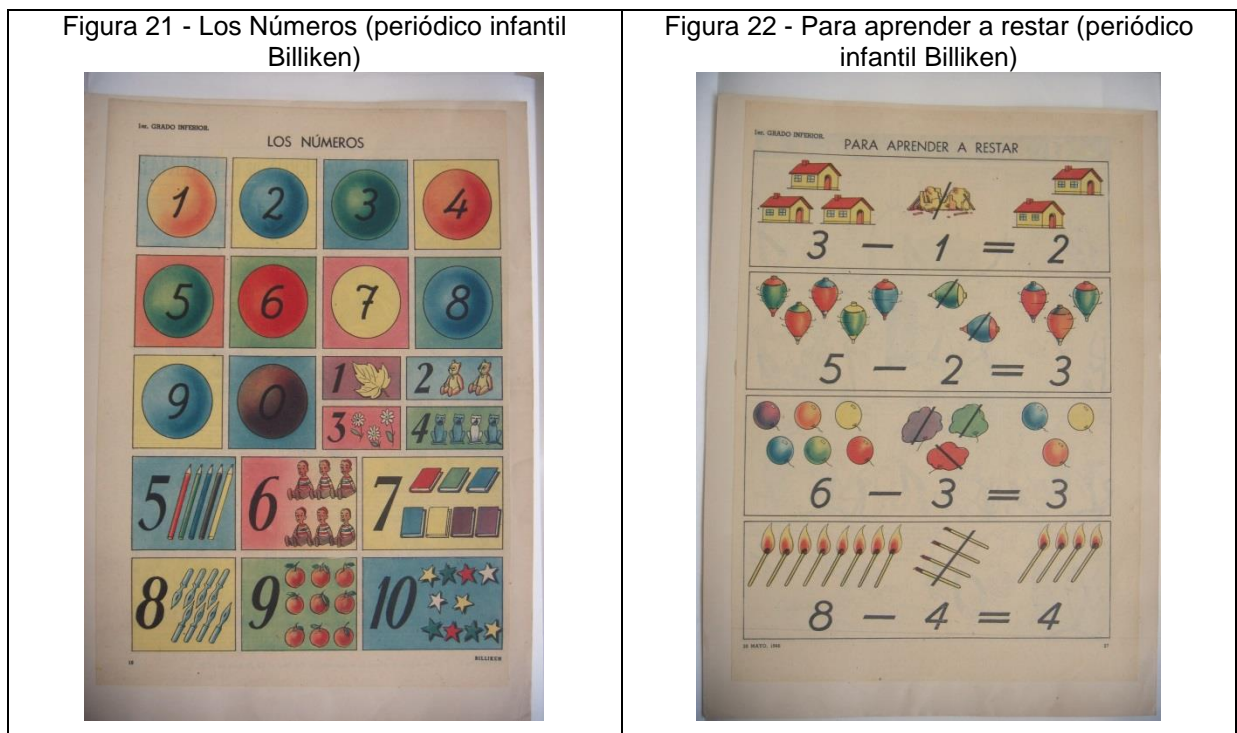 Figura 21 - Los Números (periódico infantil
Billiken)
1er. GRADO INFERIOR.
LOS NÚMEROS
1 2 3 4
5 6 7 8
9 0 1 2
3 4
5 6 7
8 9 10
BILLIKEN
Figura 22 - Para aprender a restar (periódico
infantil Billiken)
1er. GRADO INFERIOR.
PARA APRENDER A RESTAR
3 — 1 = 2
5 — 2 = 3
6 — 3 = 3
8 — 4 = 4